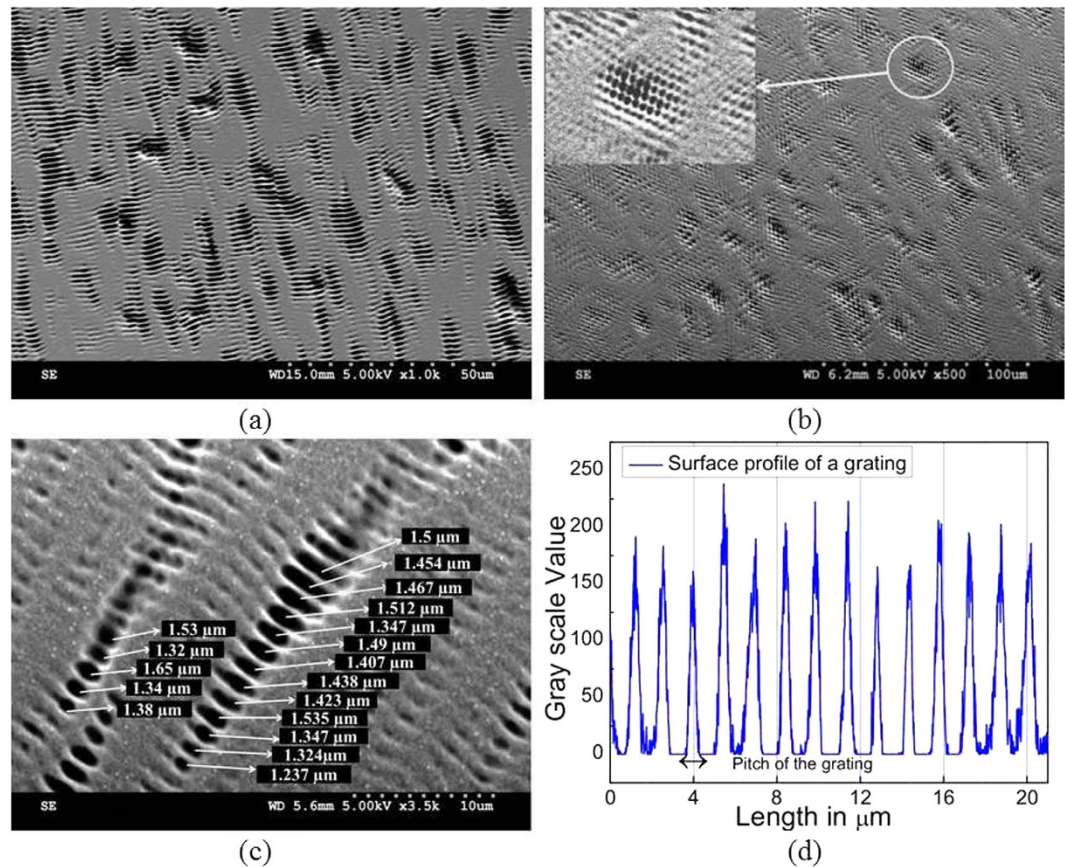 SE WD15.0mm 5.00kV x1.0k 50um
(a)
SE WD 6.2mm 5.00kV x500 100um
(b)
1.5 μm
1.454 μm
1.467 μm
1.512 μm
1.347 μm
1.49 μm
1.407 μm
1.438 μm
1.423 μm
1.535 μm
1.347 μm
1.324μm
1.237 μm
1.53 μm
1.32 μm
1.65 μm
1.34 μm
1.38 μm
SE WD 5.6mm 5.00kV x3.5k 10um
(c)
Surface profile of a grating
Gray scale Value
250
200
150
100
50
0
Pitch of the grating
0 4 8 12 16 20
Length in μm
(d)